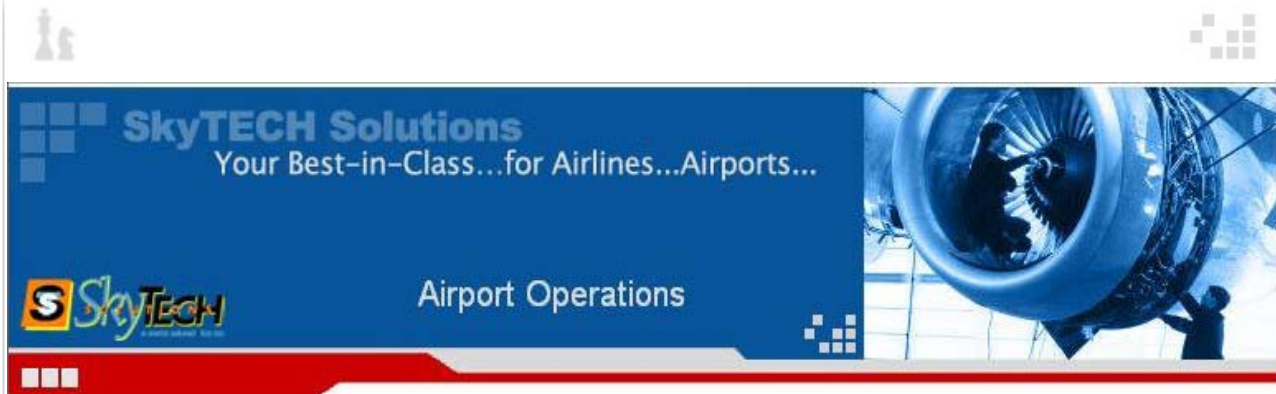 SkyTECH Solutions
Your Best-in-Class...for Airlines...Airports...
S SkyTECH
Airport Operations